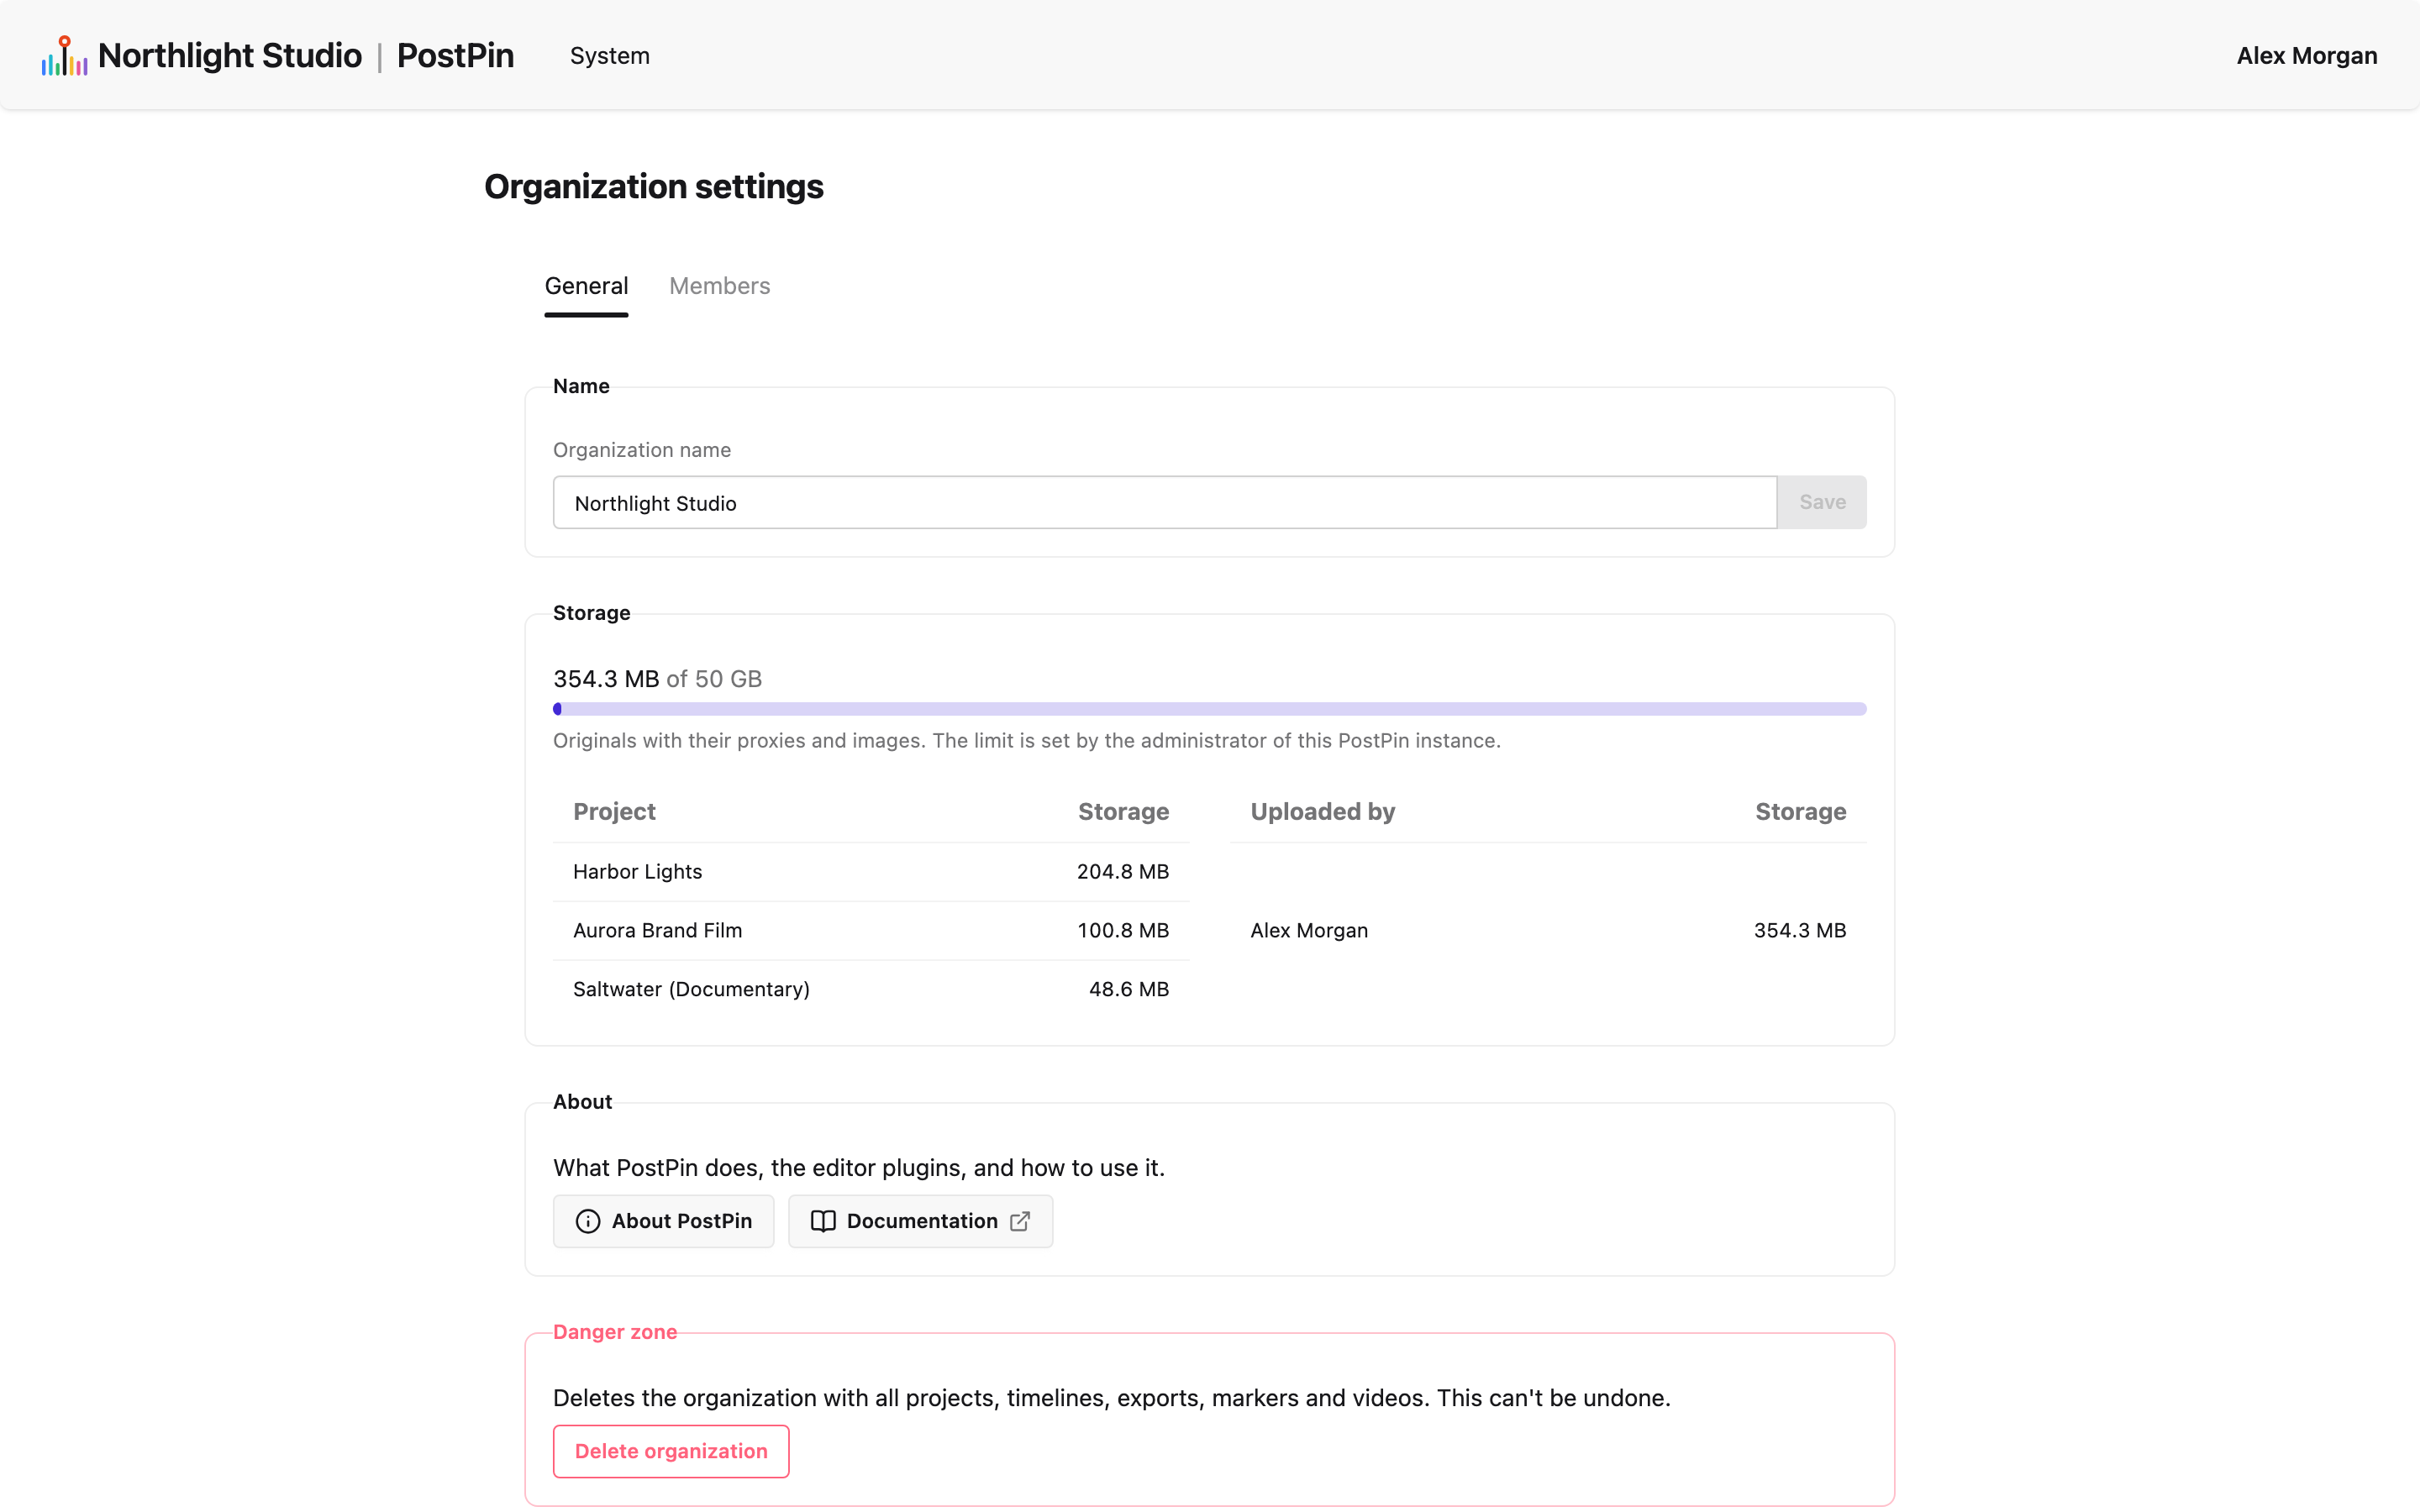 Northlight Studio | PostPin System Alex Morgan
Organization settings
General Members
Name
Organization name
Northlight Studio Save
Storage
354.3 MB of 50 GB
Originals with their proxies and images. The limit is set by the administrator of this PostPin instance.
Project Storage
Harbor Lights 204.8 MB
Aurora Brand Film 100.8 MB
Saltwater (Documentary) 48.6 MB
Uploaded by Storage
Alex Morgan 354.3 MB
About
What PostPin does, the editor plugins, and how to use it.
About PostPin Documentation
Danger zone
Deletes the organization with all projects, timelines, exports, markers and videos. This can't be undone.
Delete organization